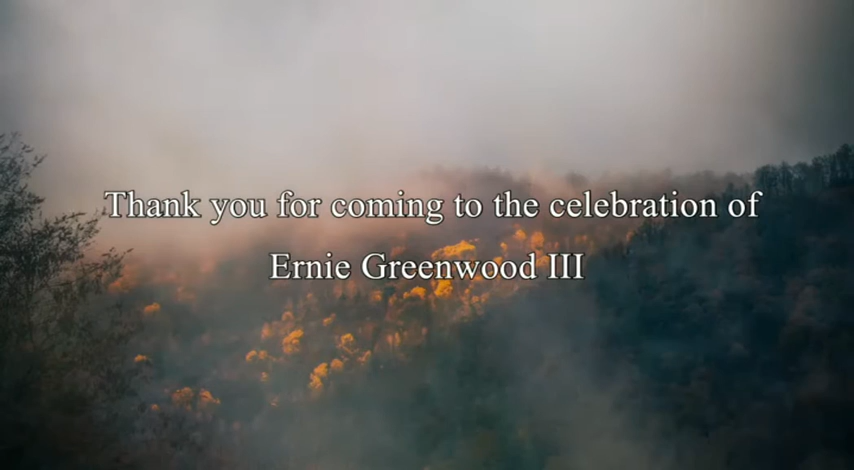 Thank you for coming to the celebration of
Ernie Greenwood III